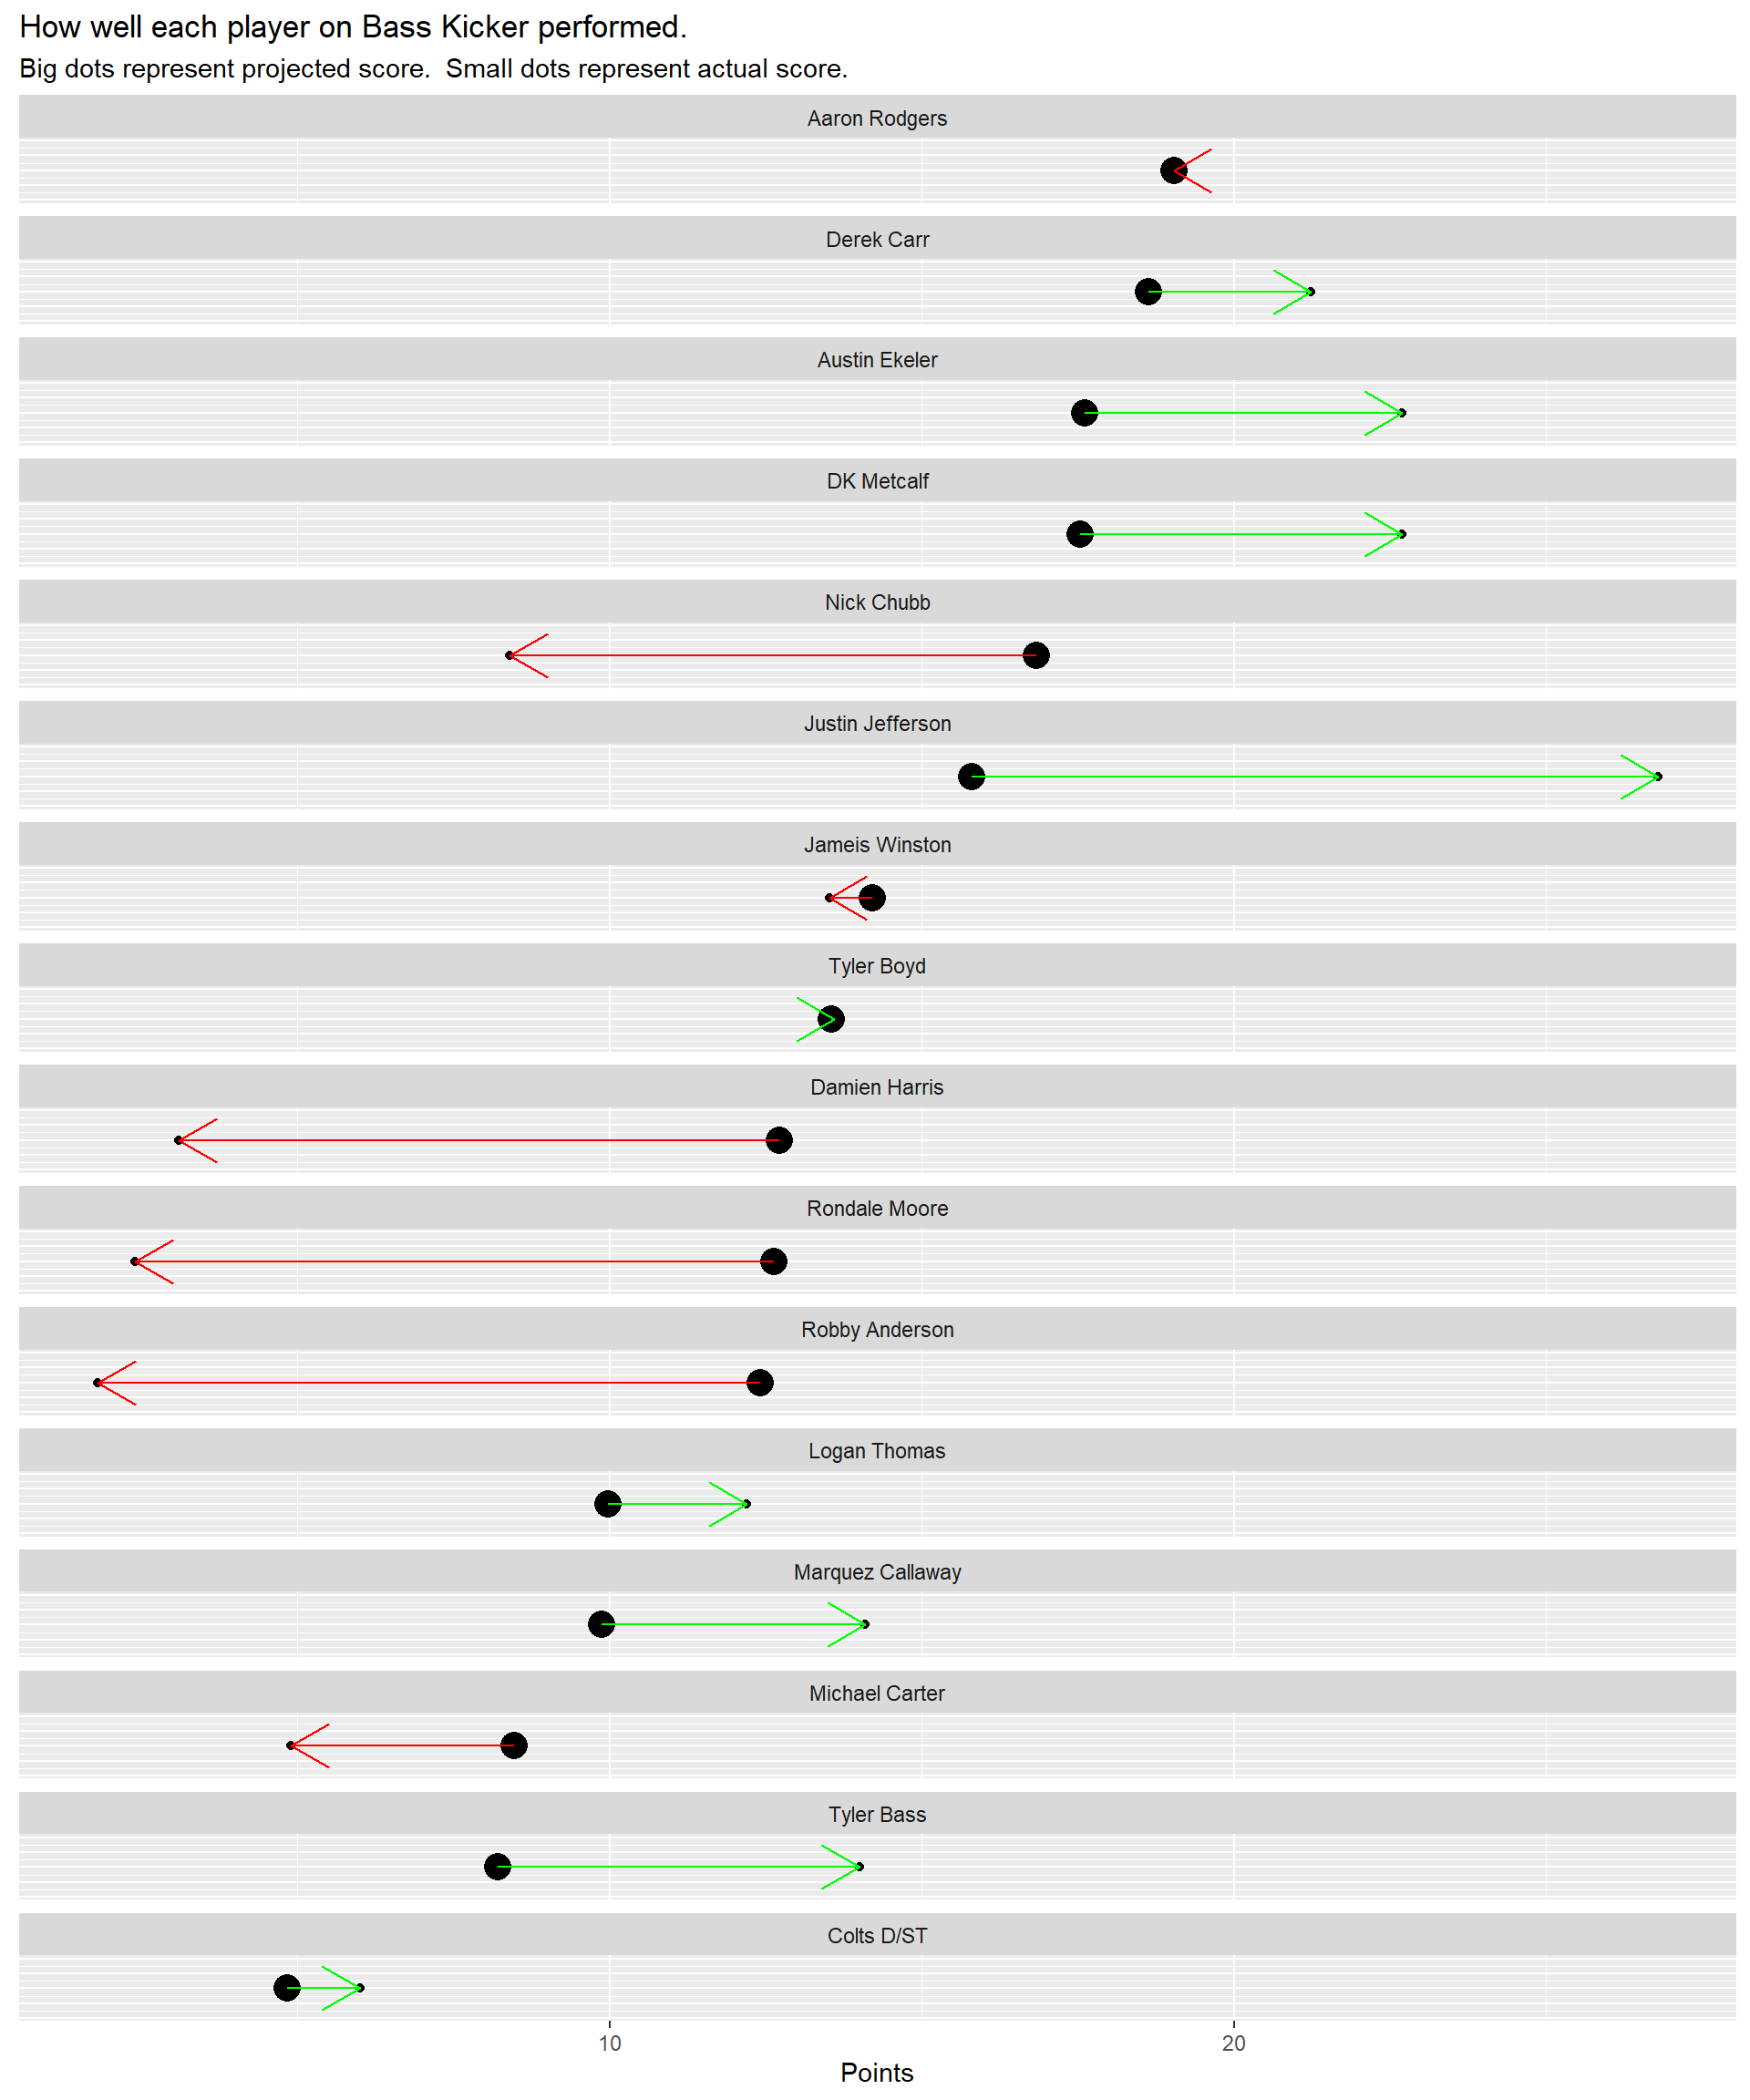 How well each player on Bass Kicker performed.
Big dots represent projected score.  Small dots represent actual score.
Aaron Rodgers
Derek Carr
Austin Ekeler
DK Metcalf
Nick Chubb
Justin Jefferson
Jameis Winston
Tyler Boyd
Damien Harris
Rondale Moore
Robby Anderson
Logan Thomas
Marquez Callaway
Michael Carter
Tyler Bass
Colts D/ST
10 20
Points